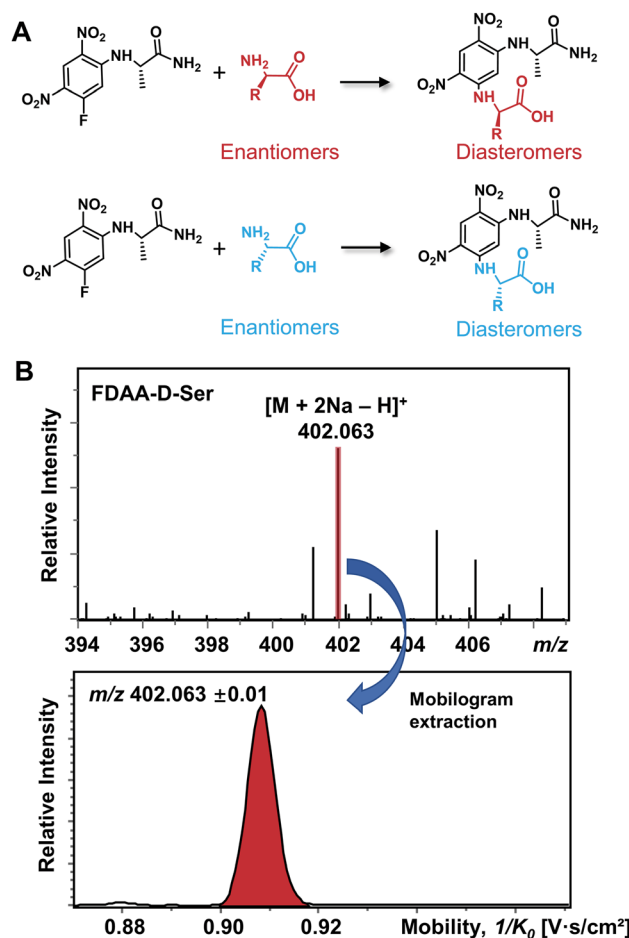 A
NO₂
O₂N
F
NH
O
NH₂
+
NH₂
O
R
OH
NO₂
NH
O
NH₂
NO₂
NH
O
OH
R
Enantiomers
Diasteromers
NO₂
NH
O
NH₂
NO₂
F
+
NH₂
O
R
OH
NO₂
NH
O
NH₂
NO₂
NH
O
OH
R
Enantiomers
Diasteromers
B
FDAA-D-Ser
[M + 2Na – H]⁺
402.063
Relative Intensity
394 396 398 400 402 404 406 m/z
m/z 402.063 ±0.01
Mobilogram
extraction
Relative Intensity
0.88 0.90 0.92 Mobility, 1/K₀ [V·s/cm²]